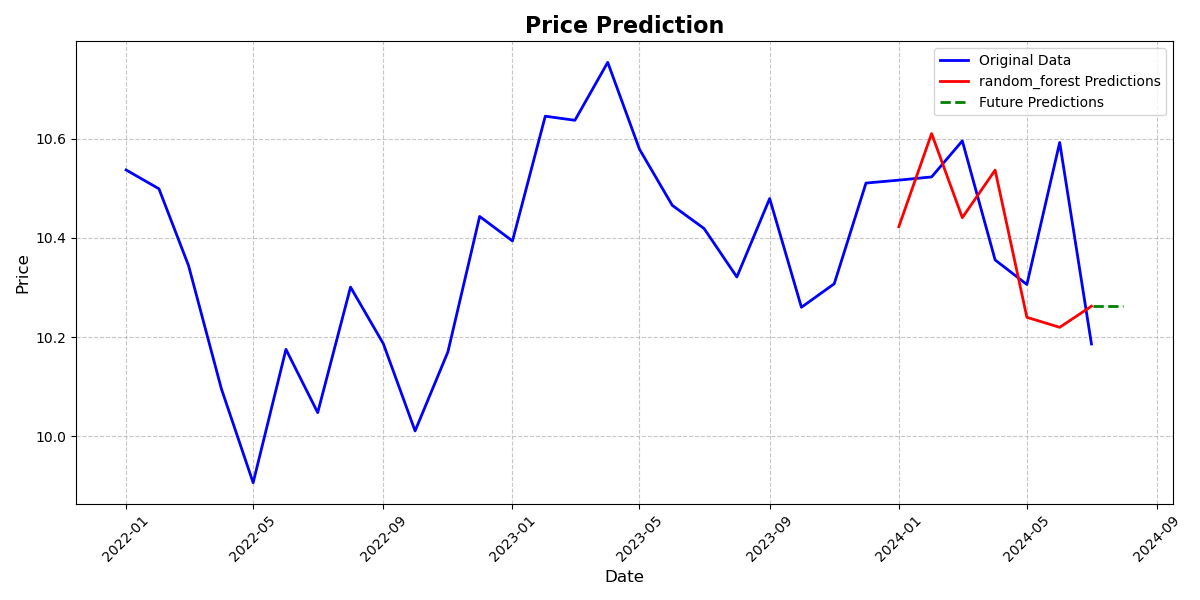 Price Prediction
Original Data
random_forest Predictions
Future Predictions
Price
10.6
10.4
10.2
10.0
2022-01
2022-05
2022-09
2023-01
2023-05
2023-09
2024-01
2024-05
2024-09
Date